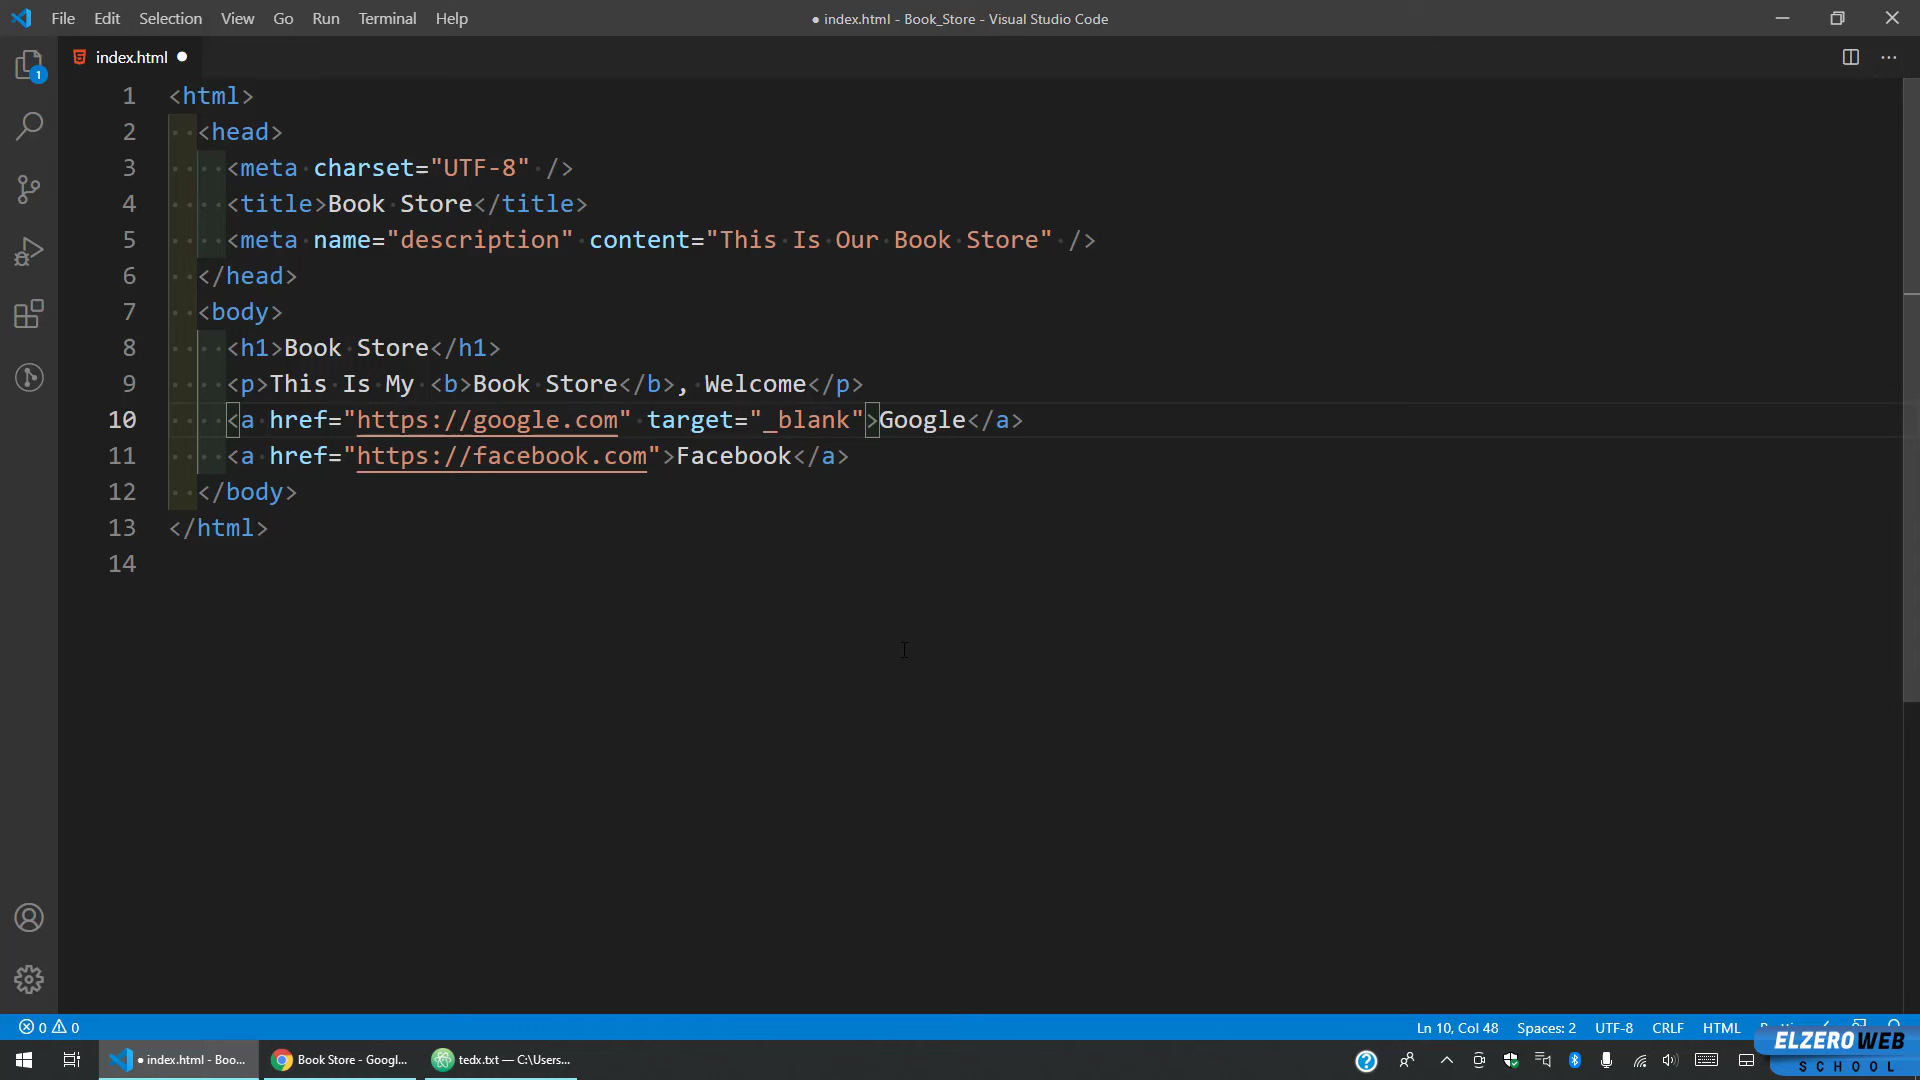 File Edit Selection View Go Run Terminal Help ● index.html - Book_Store - Visual Studio Code
index.html ●
1 <html>
2 <head>
3 <meta charset="UTF-8" />
4 <title>Book Store</title>
5 <meta name="description" content="This Is Our Book Store" />
6 </head>
7 <body>
8 <h1>Book Store</h1>
9 <p>This Is My <b>Book Store</b>, Welcome</p>
10 <a href="https://google.com" target="_blank">Google</a>
11 <a href="https://facebook.com">Facebook</a>
12 </body>
13 </html>
14
1
0 0 Ln 10, Col 48 Spaces: 2 UTF-8 CRLF HTML
● index.html - Boo... Book Store - Googl... tedx.txt — C:\Users...
ELZEROWEB
SCHOOL